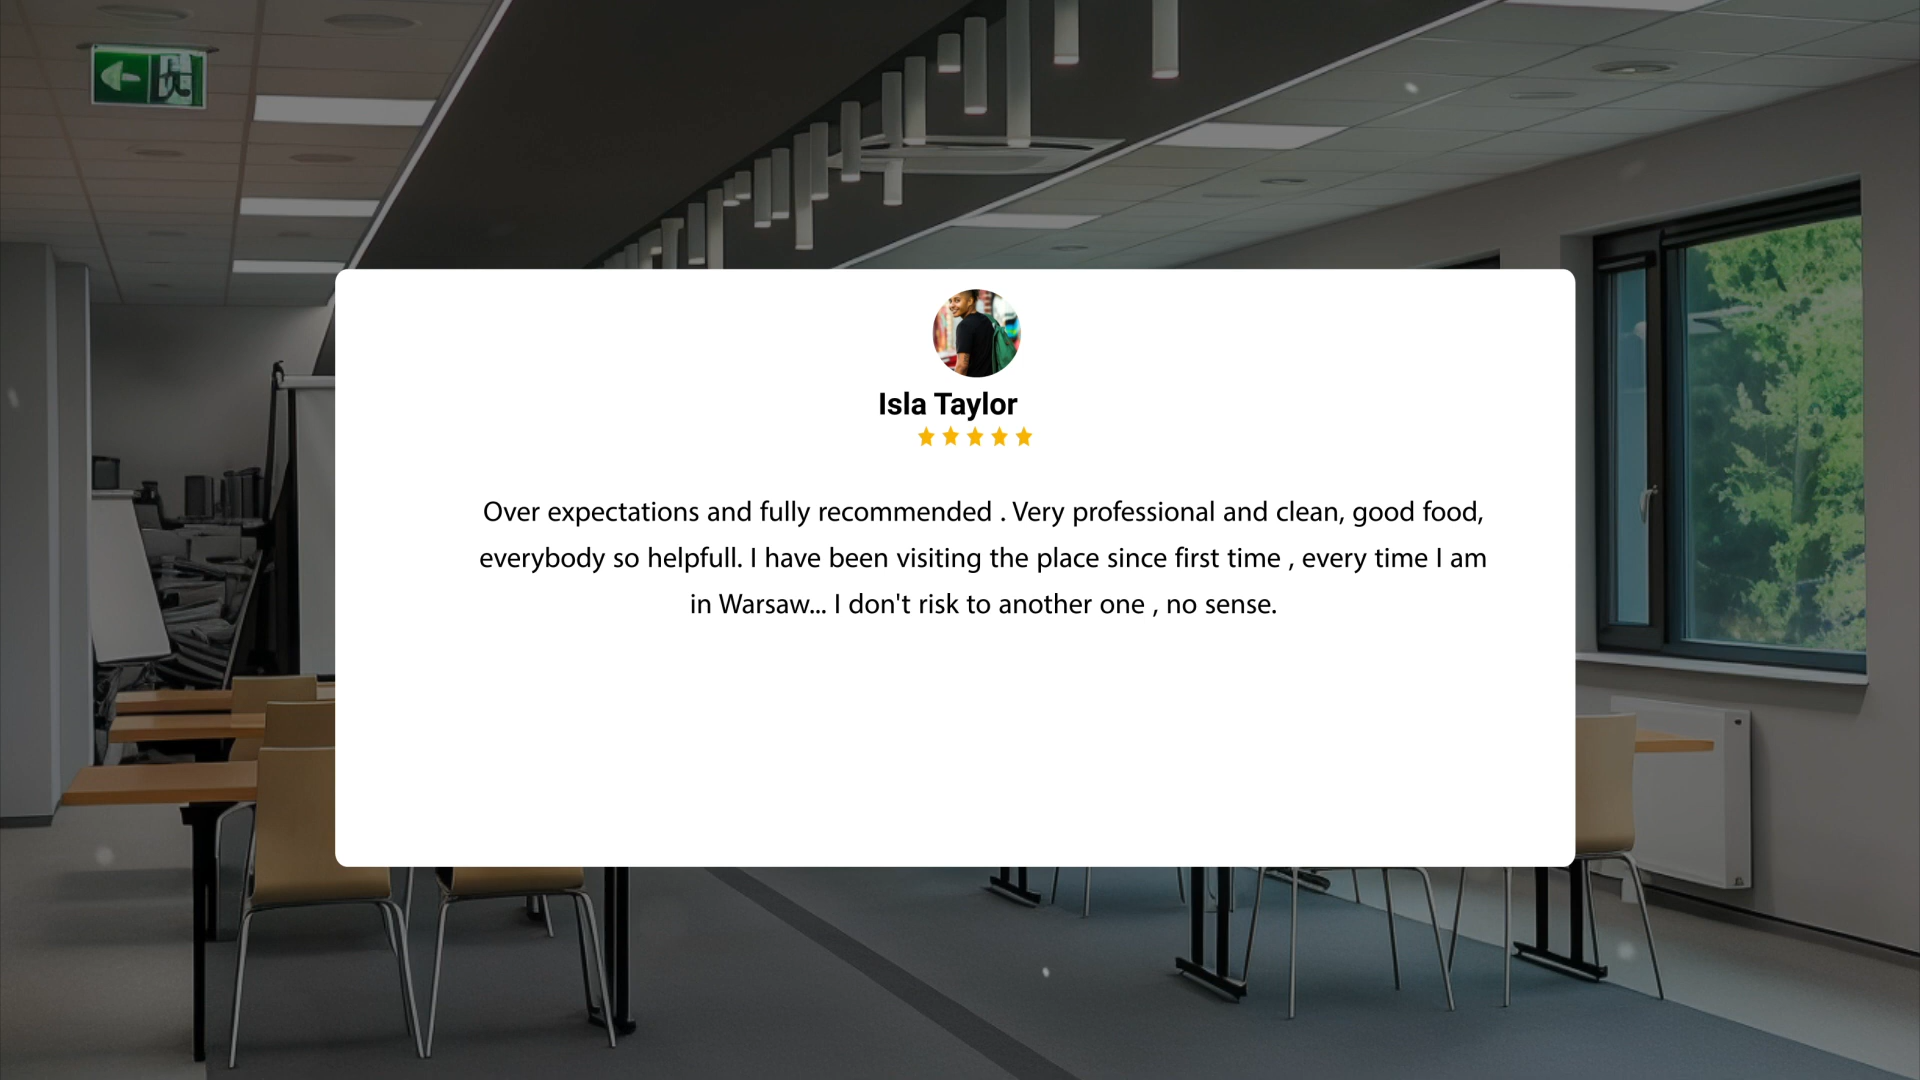 Isla Taylor
Over expectations and fully recommended . Very professional and clean, good food,
everybody so helpfull. I have been visiting the place since first time , every time I am
in Warsaw... I don't risk to another one , no sense.